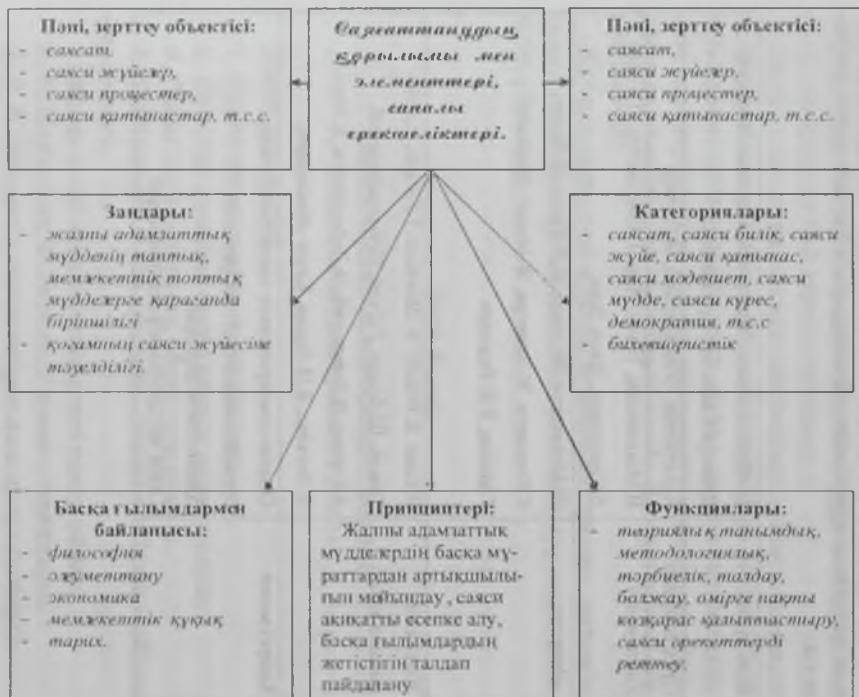 Пәні, зерттеу объектісі:
- саясат,
- саяси жүйелер,
- саяси процестер,
- саяси қатынастар, т.с.с.
Саясаттанудың
құрылымы мен
элементтері,
сапалы
ерекшеліктері.
Пәні, зерттеу объектісі:
- саясат,
- саяси жүйелер,
- саяси процестер,
- саяси қатынастар, т.с.с.
Заңдары:
- жалпы адамзаттық
мүдденің таптық,
мемлекеттік топтық
мүдделерге қарағанда
біріншілігі
- қоғамның саяси жүйесіне
тәуелділігі.
Категориялары:
- саясат, саяси билік, саяси
жүйе, саяси қатынас,
саяси мәдениет, саяси
мүдде, саяси күрес,
демократия, т.с.с
- бихевиористік
Басқа ғылымдармен
байланысы:
- философия
- әлуметтану
- экономика
- мемлекеттік құқық
- тарих.
Принциптері:
Жалпы адамзаттық
мүдделердің басқа мұ-
раттардан артықшылы-
ғын мойындау, саяси
ақиқатты есепке алу,
басқа ғылымдардың
жетістігін талдап
пайдалану
Функциялары:
- теориялық танымдық,
методологиялық,
тәрбиелік, талдау,
болжау, өмірге нақты
көзқарас қалыптастыру,
саяси әрекеттерді
реттеу.